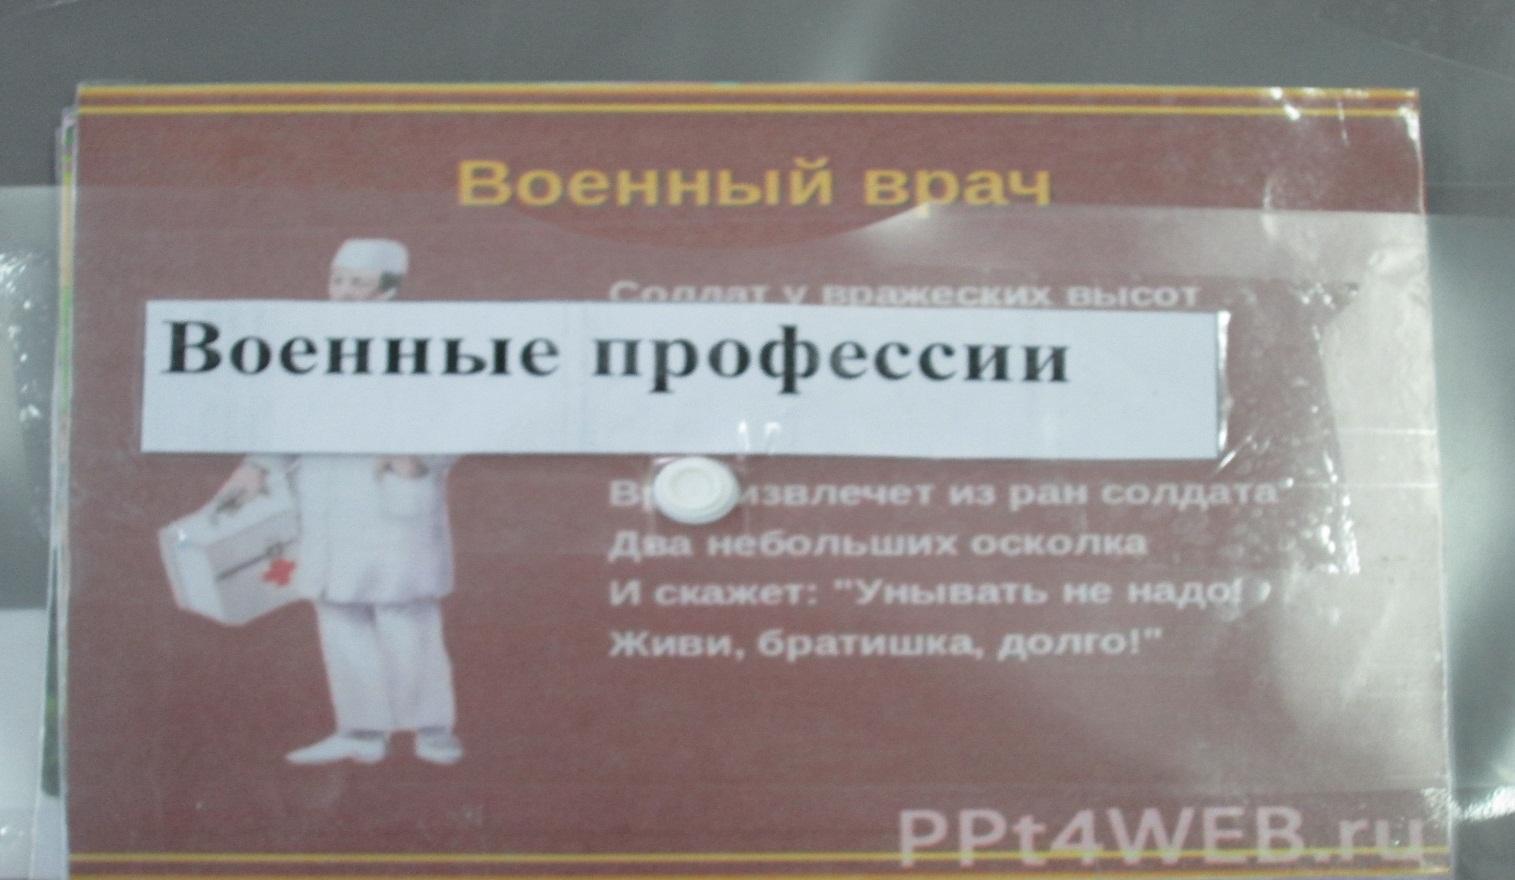 Военный врач
Солдат у вражеских высот
Военные профессии
извлечет из ран солдата
Два небольших осколка
И скажет: "Унывать не надо!
Живи, братишка, долго!"
PPt4WEB.ru